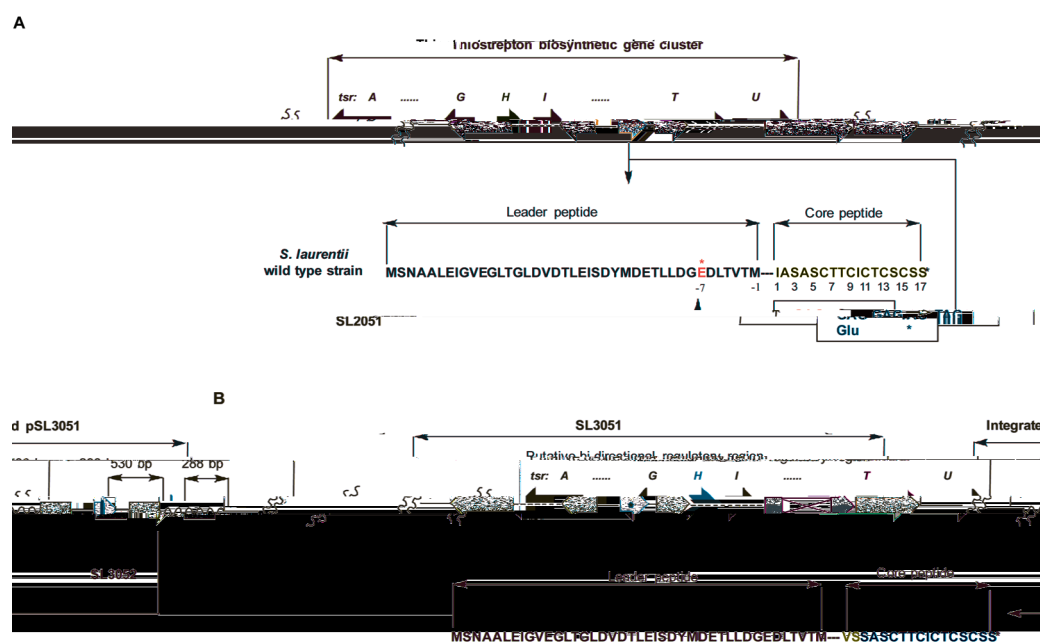 A
Thiostrepton biosynthetic gene cluster
tsr: A ...... G H I ...... T U
Leader peptide Core peptide
S. laurentii
wild type strain
*
MSNAALEIGVEGLTGLDVDTLEISDYMDETLLDGEDLTVTM---IASASCTTCICTCSCSS*
-7 -1 1 3 5 7 9 11 13 15 17
SL2051
Glu *
B
d pSL3051 SL3051 Integrate
530 bp 288 bp
Putative bi-directional regulatory region
tsr: A ...... G H I ...... T U
SL3052 Leader peptide Core peptide
MSNAALEIGVEGLTGLDVDTLEISDYMDETLLDGEDLTVTM---VSSASCTTCICTCSCSS*